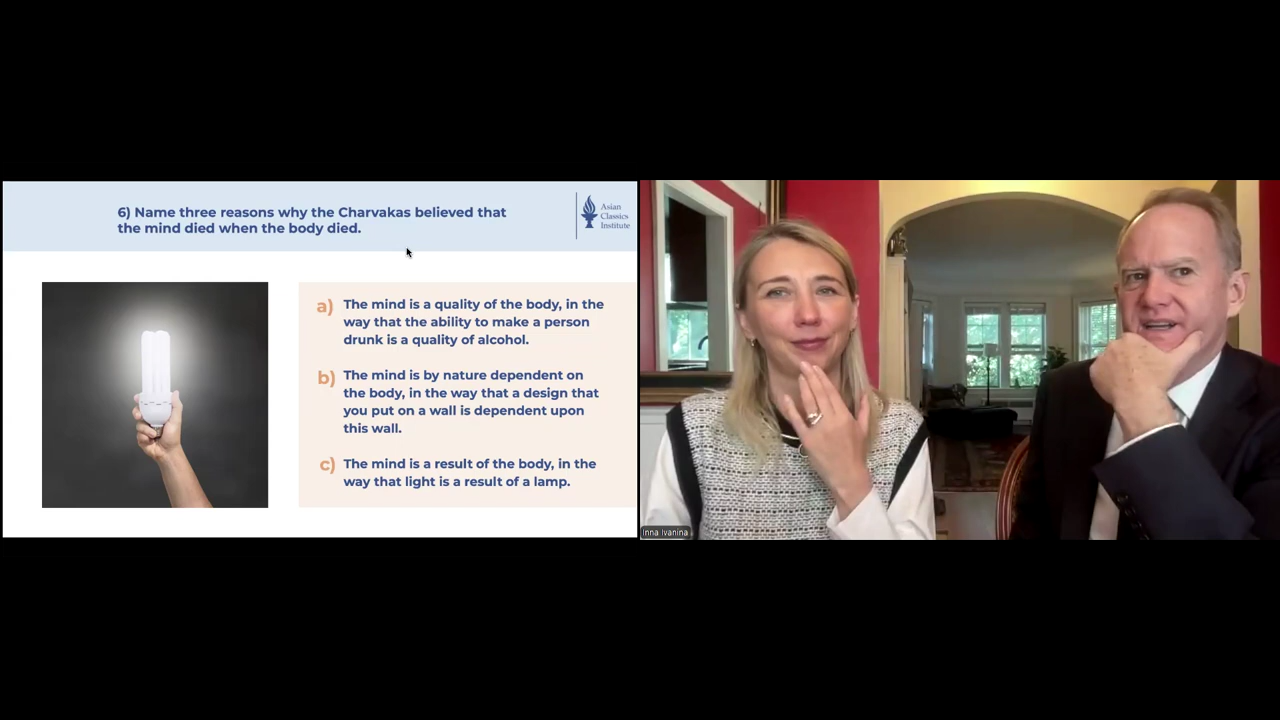 6) Name three reasons why the Charvakas believed that
the mind died when the body died.
Asian
Classics
Institute
a) The mind is a quality of the body, in the
way that the ability to make a person
drunk is a quality of alcohol.
b) The mind is by nature dependent on
the body, in the way that a design that
you put on a wall is dependent upon
this wall.
c) The mind is a result of the body, in the
way that light is a result of a lamp.
Inna Ivanina